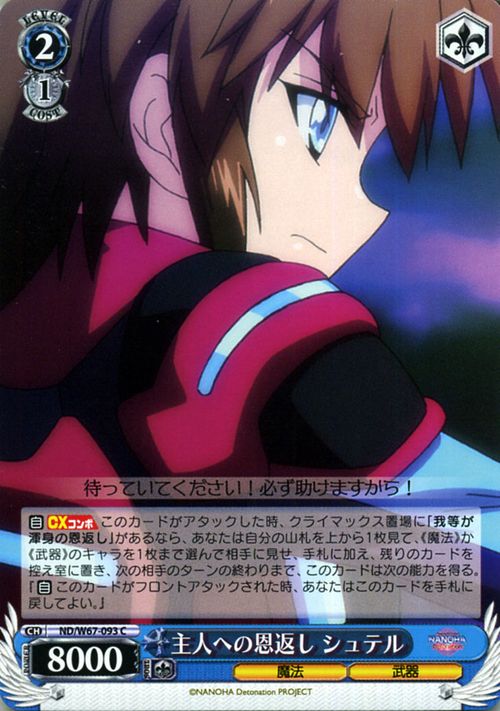 LEVEL
2
1
COST
待っていてください！必ず助けますから！
自 CXコンボ このカードがアタックした時、クライマックス置場に「我等が
渾身の恩返し」があるなら、あなたは自分の山札を上から1枚見て、《魔法》か
《武器》のキャラを1枚まで選んで相手に見せ、手札に加え、残りのカードを
控え室に置き、次の相手のターンの終わりまで、このカードは次の能力を得る。
『自 このカードがフロントアタックされた時、あなたはこのカードを手札に
戻してよい。』
CH ND/W67-093 C
主人への恩返し シュテル
NANOHA
POWER
8000
SOUL
魔法
武器
©NANOHA Detonation PROJECT